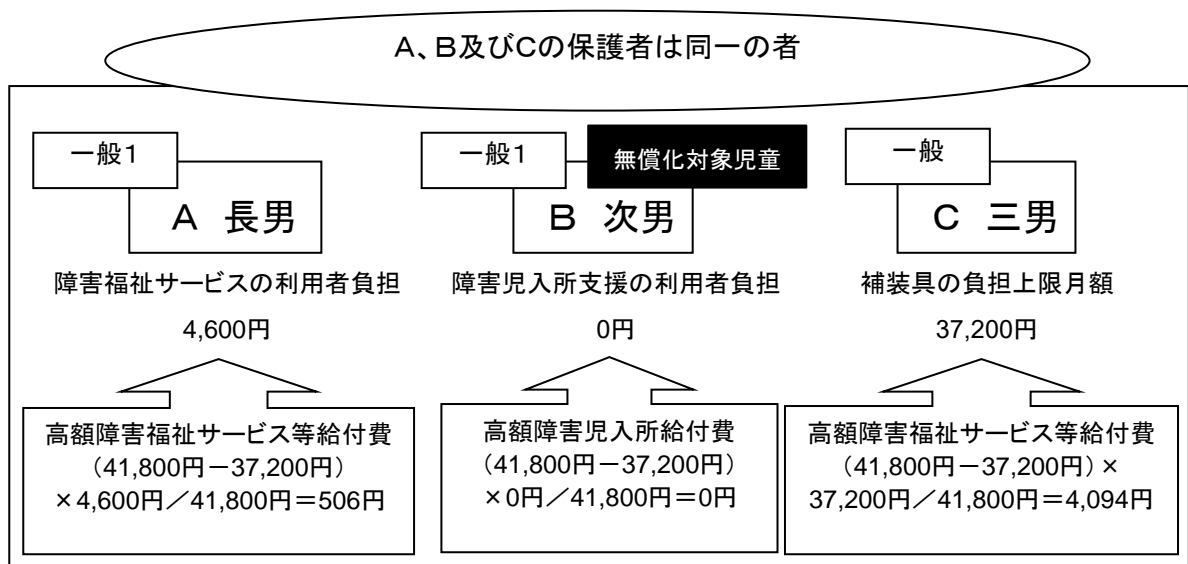 A、B及びCの保護者は同一の者
一般1
A 長男
障害福祉サービスの利用者負担
4,600円
高額障害福祉サービス等給付費
(41,800円-37,200円)
×4,600円/41,800円=506円
一般1
無償化対象児童
B 次男
障害児入所支援の利用者負担
0円
高額障害児入所給付費
(41,800円-37,200円)
×0円/41,800円=0円
一般
C 三男
補装具の負担上限月額
37,200円
高額障害福祉サービス等給付費
(41,800円-37,200円)×
37,200円/41,800円=4,094円